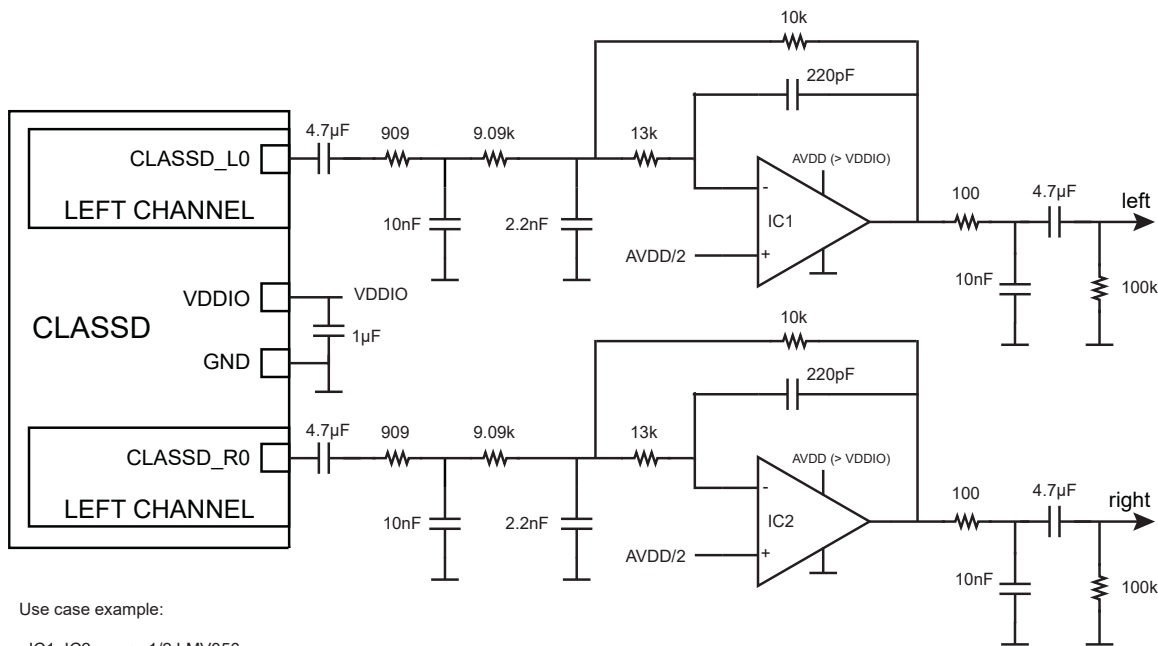 10k
220pF
4.7µF
909
9.09k
13k
CLASSD_L0
LEFT CHANNEL
10nF
2.2nF
AVDD (> VDDIO)
-
IC1
+
AVDD/2
100
4.7µF
left
10nF
100k
VDDIO
VDDIO
CLASSD
1µF
GND
10k
220pF
4.7µF
909
9.09k
13k
CLASSD_R0
LEFT CHANNEL
10nF
2.2nF
AVDD (> VDDIO)
-
IC2
+
AVDD/2
100
4.7µF
right
10nF
100k
Use case example: